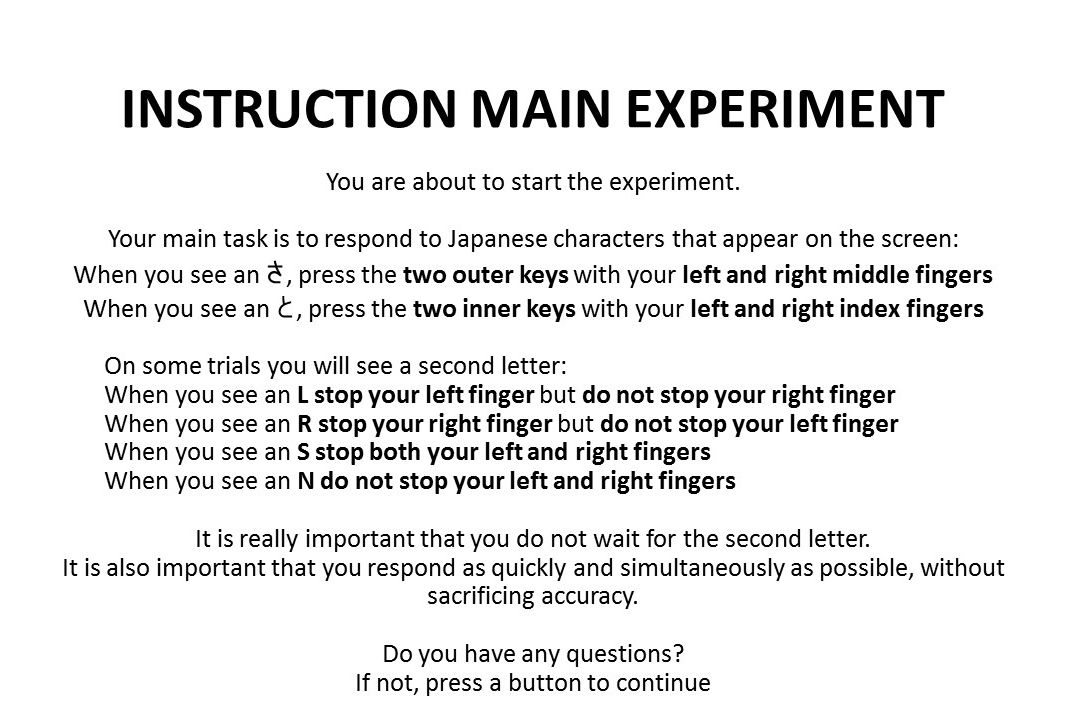 INSTRUCTION MAIN EXPERIMENT
You are about to start the experiment.
Your main task is to respond to Japanese characters that appear on the screen:
When you see an さ, press the two outer keys with your left and right middle fingers
When you see an と, press the two inner keys with your left and right index fingers
On some trials you will see a second letter:
When you see an L stop your left finger but do not stop your right finger
When you see an R stop your right finger but do not stop your left finger
When you see an S stop both your left and right fingers
When you see an N do not stop your left and right fingers
It is really important that you do not wait for the second letter.
It is also important that you respond as quickly and simultaneously as possible, without
sacrificing accuracy.
Do you have any questions?
If not, press a button to continue